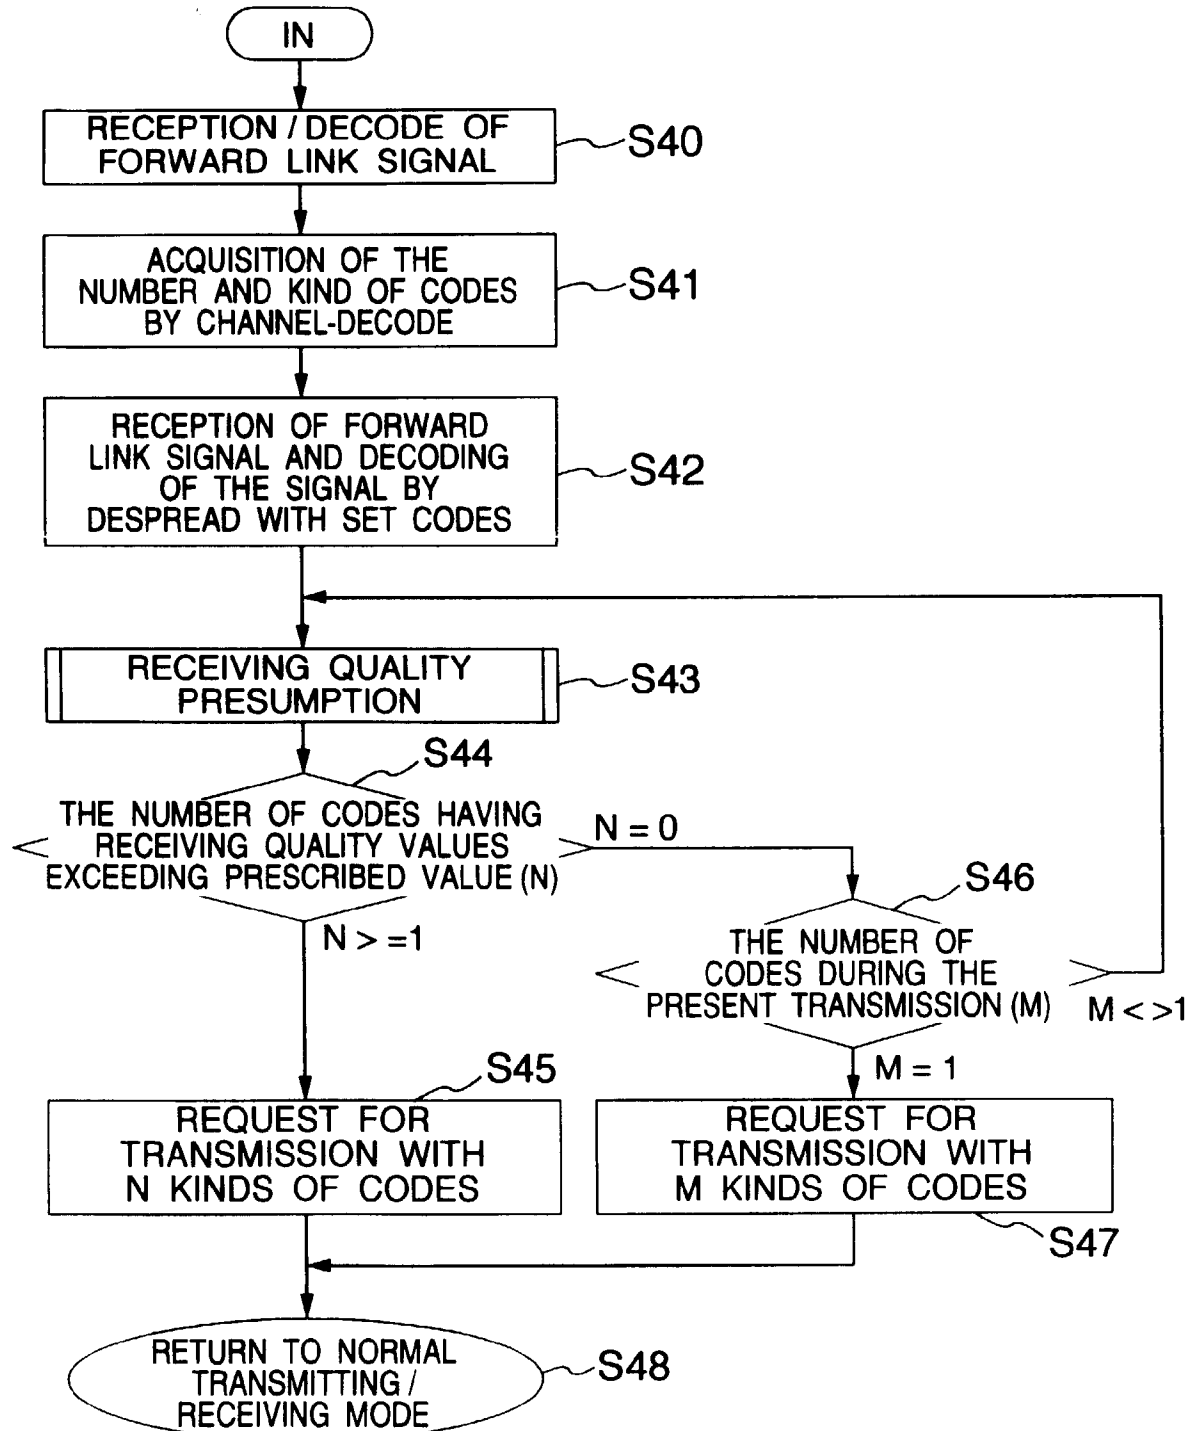 IN
RECEPTION / DECODE OF
FORWARD LINK SIGNAL
S40
ACQUISITION OF THE
NUMBER AND KIND OF CODES
BY CHANNEL-DECODE
S41
RECEPTION OF FORWARD
LINK SIGNAL AND DECODING
OF THE SIGNAL BY
DESPREAD WITH SET CODES
S42
RECEIVING QUALITY
PRESUMPTION
S43
S44
THE NUMBER OF CODES HAVING
RECEIVING QUALITY VALUES
EXCEEDING PRESCRIBED VALUE (N)
N = 0
N > =1
S46
THE NUMBER OF
CODES DURING THE
PRESENT TRANSMISSION (M)
M < >1
M = 1
S45
REQUEST FOR
TRANSMISSION WITH
N KINDS OF CODES
REQUEST FOR
TRANSMISSION WITH
M KINDS OF CODES
S47
RETURN TO NORMAL
TRANSMITTING /
RECEIVING MODE
S48